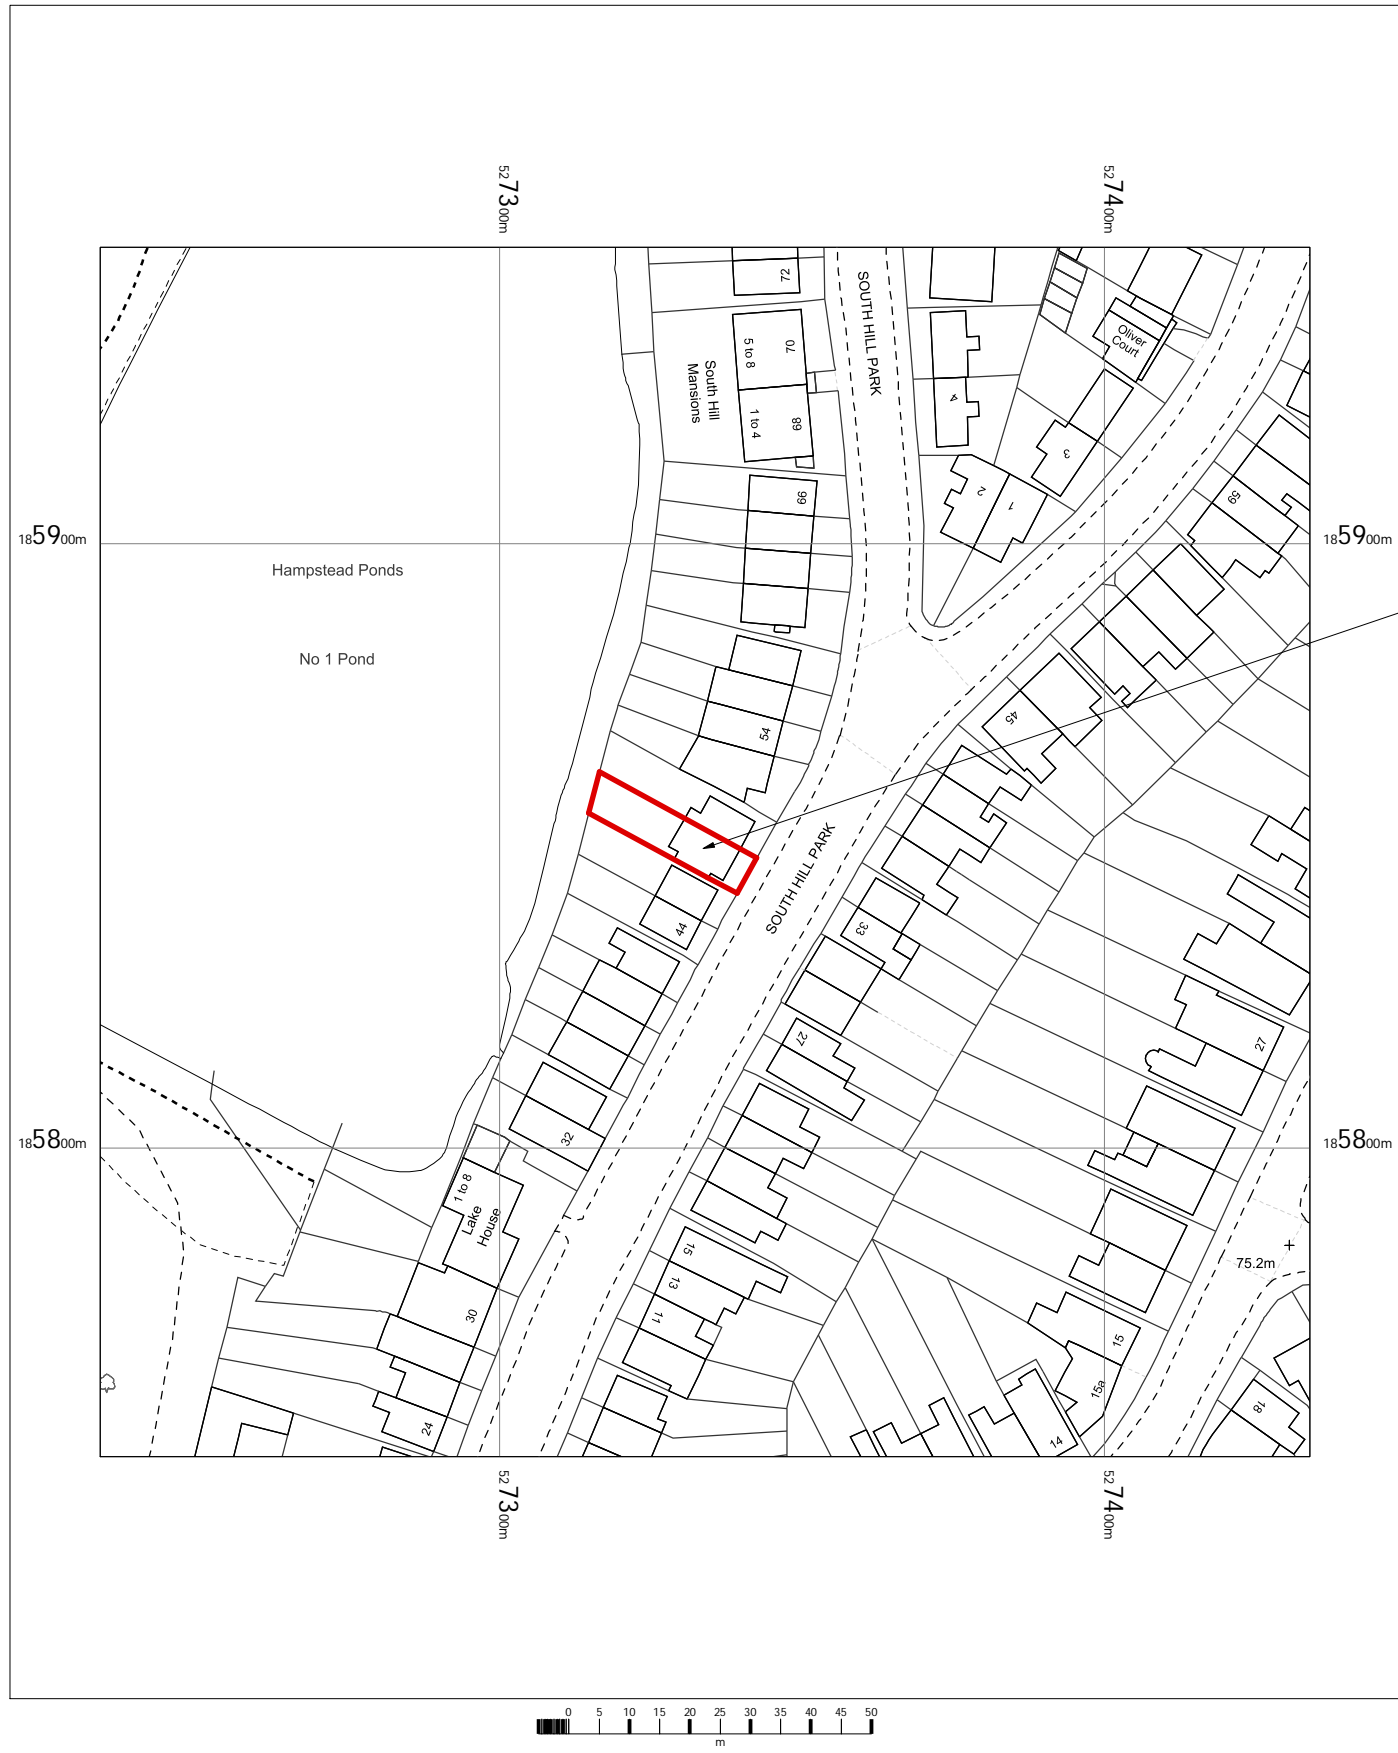 52 73 00m
52 74 00m
72
SOUTH HILL PARK
Oliver
Court
70
5 to 8
South Hill
Mansions
4
1 to 4
68
3
66
2
1
59
18 59 00m
18 59 00m
Hampstead Ponds
No 1 Pond
45
54
SOUTH HILL PARK
44
33
27
27
32
18 58 00m
18 58 00m
1 to 8
Lake
House
15
75.2m
13
30
11
15
15a
24
14
18
52 73 00m
52 74 00m
0 5 10 15 20 25 30 35 40 45 50
m